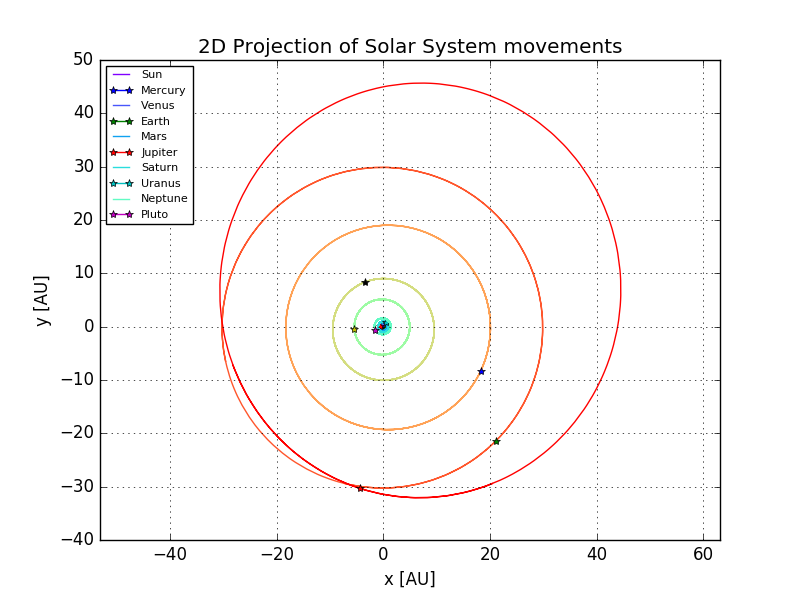 2D Projection of Solar System movements
Sun
Mercury
Venus
Earth
Mars
Jupiter
Saturn
Uranus
Neptune
Pluto
50
40
30
20
10
0
−10
−20
−30
−40
y [AU]
−40 −20 0 20 40 60
x [AU]